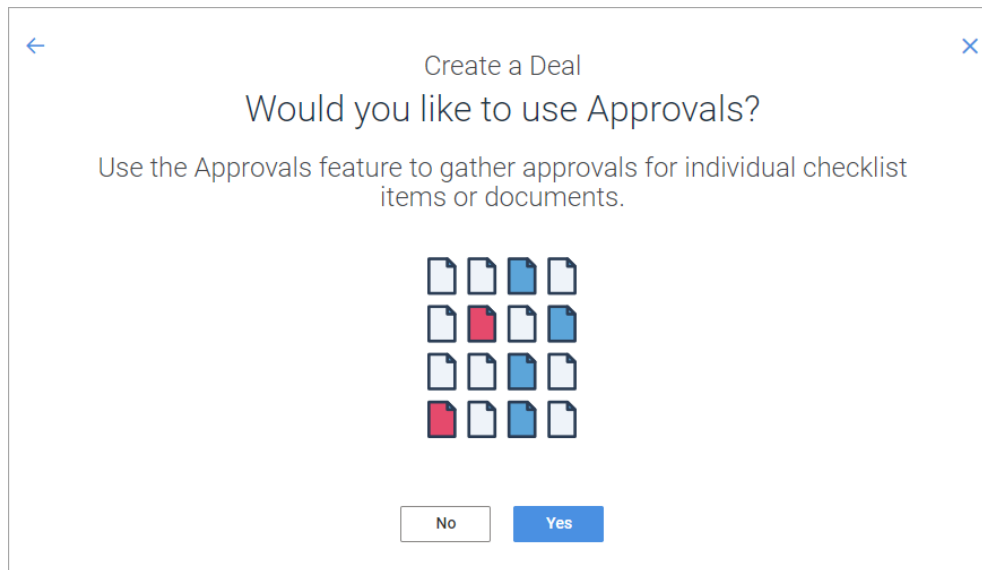 Create a Deal
Would you like to use Approvals?
Use the Approvals feature to gather approvals for individual checklist
items or documents.
No
Yes